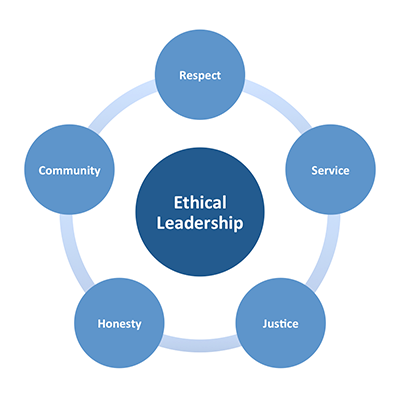 Respect
Community
Service
Ethical
Leadership
Honesty
Justice